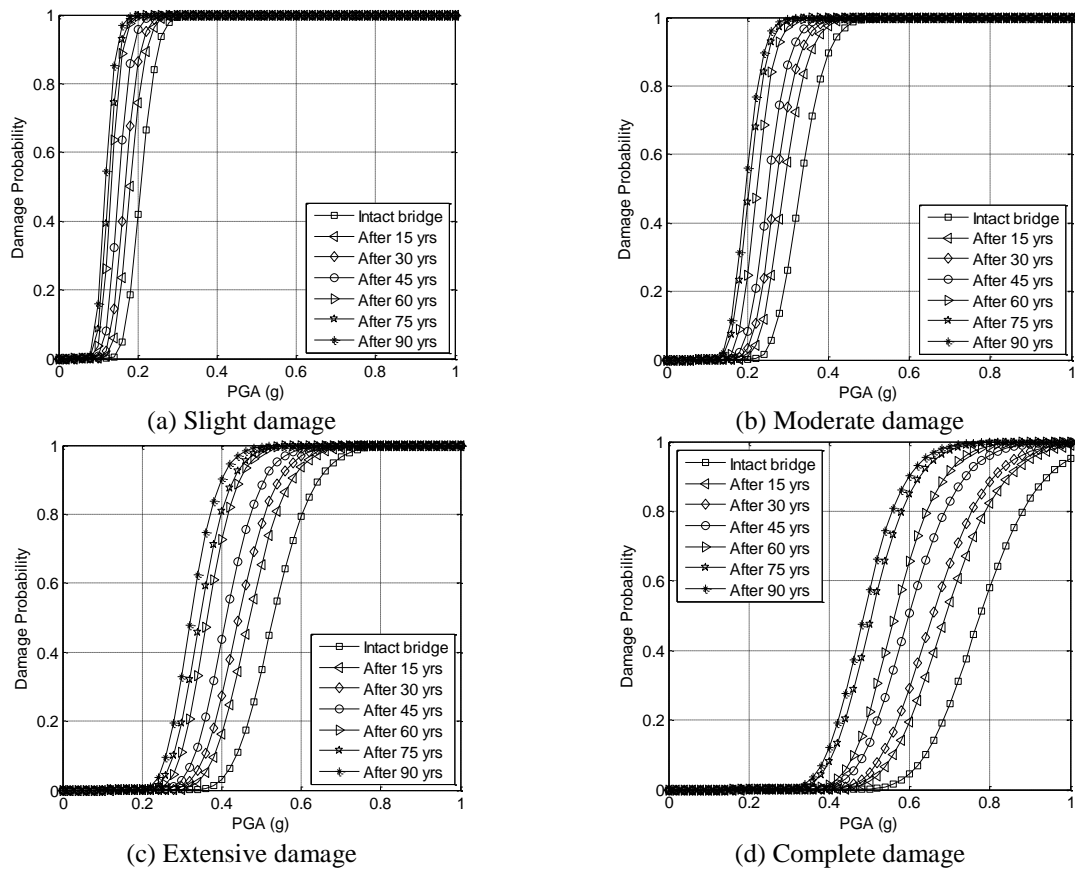 1
0.8
0.6
0.4
0.2
0
0 0.2 0.4 0.6 0.8 1
Damage Probability
PGA (g)
Intact bridge
After 15 yrs
After 30 yrs
After 45 yrs
After 60 yrs
After 75 yrs
After 90 yrs
(a) Slight damage
1
0.8
0.6
0.4
0.2
0
0 0.2 0.4 0.6 0.8 1
Damage Probability
PGA (g)
Intact bridge
After 15 yrs
After 30 yrs
After 45 yrs
After 60 yrs
After 75 yrs
After 90 yrs
(b) Moderate damage
1
0.8
0.6
0.4
0.2
0
0 0.2 0.4 0.6 0.8 1
Damage Probability
PGA (g)
Intact bridge
After 15 yrs
After 30 yrs
After 45 yrs
After 60 yrs
After 75 yrs
After 90 yrs
(c) Extensive damage
1
0.8
0.6
0.4
0.2
0
0 0.2 0.4 0.6 0.8 1
Damage Probability
PGA (g)
Intact bridge
After 15 yrs
After 30 yrs
After 45 yrs
After 60 yrs
After 75 yrs
After 90 yrs
(d) Complete damage